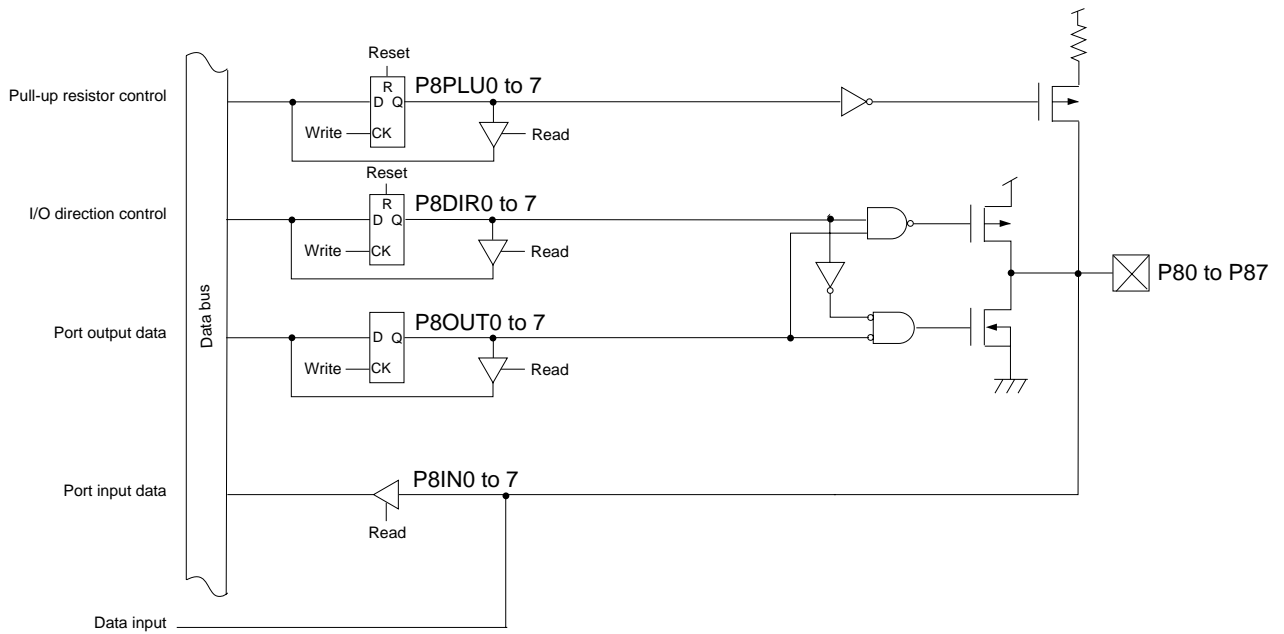 Reset
Pull-up resistor control
R
P8PLU0 to 7
D Q
Write
CK
Read
Reset
I/O direction control
R
P8DIR0 to 7
D Q
Write
CK
Read
P80 to P87
Data bus
Port output data
P8OUT0 to 7
D Q
Write
CK
Read
Port input data
P8IN0 to 7
Read
Data input